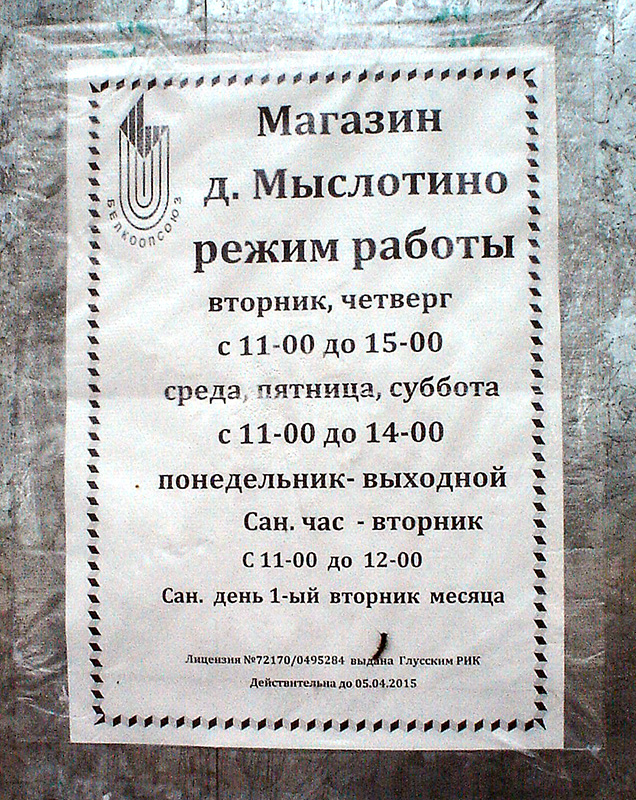 БЕЛКООПСОЮЗ
Магазин
д. Мыслотино
режим работы
вторник, четверг
с 11-00 до 15-00
среда, пятница, суббота
с 11-00 до 14-00
понедельник- выходной
Сан. час - вторник
С 11-00 до 12-00
Сан. день 1-ый вторник месяца
Лицензия №72170/0495284 выдана Глусским РИК
Действительна до 05.04.2015